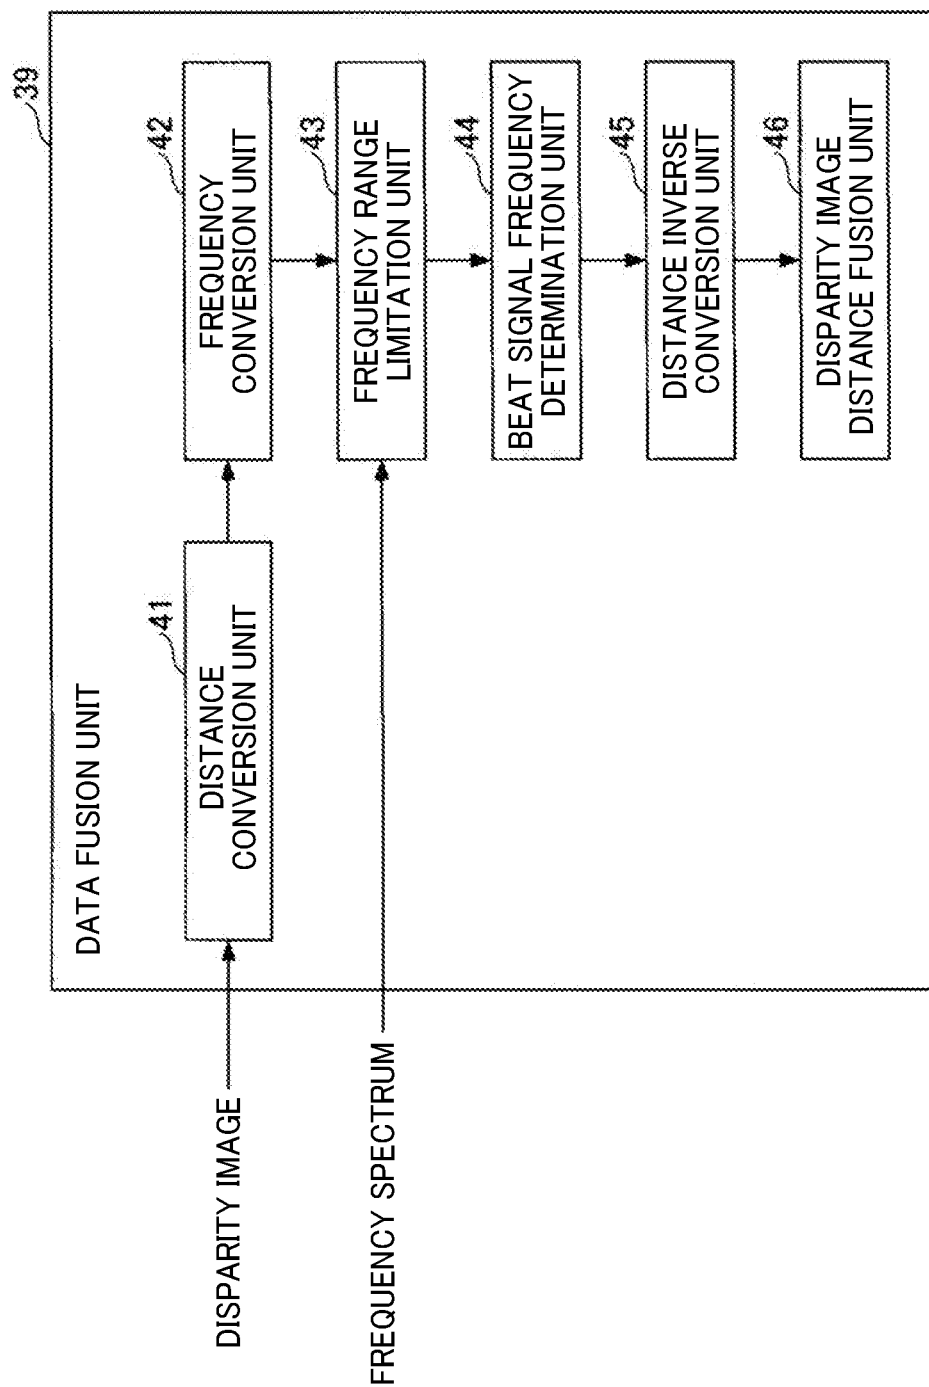 39
DATA FUSION UNIT
DISPARITY IMAGE
41
DISTANCE
CONVERSION UNIT
42
FREQUENCY
CONVERSION UNIT
FREQUENCY SPECTRUM
43
FREQUENCY RANGE
LIMITATION UNIT
44
BEAT SIGNAL FREQUENCY
DETERMINATION UNIT
45
DISTANCE INVERSE
CONVERSION UNIT
46
DISPARITY IMAGE
DISTANCE FUSION UNIT